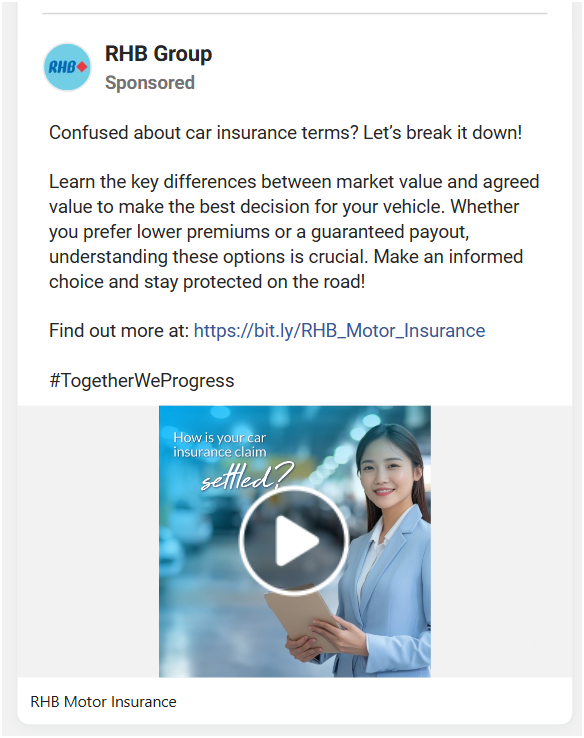 RHB Group
RHB
Sponsored
Confused about car insurance terms? Let’s break it down!
Learn the key differences between market value and agreed
value to make the best decision for your vehicle. Whether
you prefer lower premiums or a guaranteed payout,
understanding these options is crucial. Make an informed
choice and stay protected on the road!
Find out more at: https://bit.ly/RHB_Motor_Insurance
#TogetherWeProgress
How is your car
insurance claim
settled?
RHB Motor Insurance